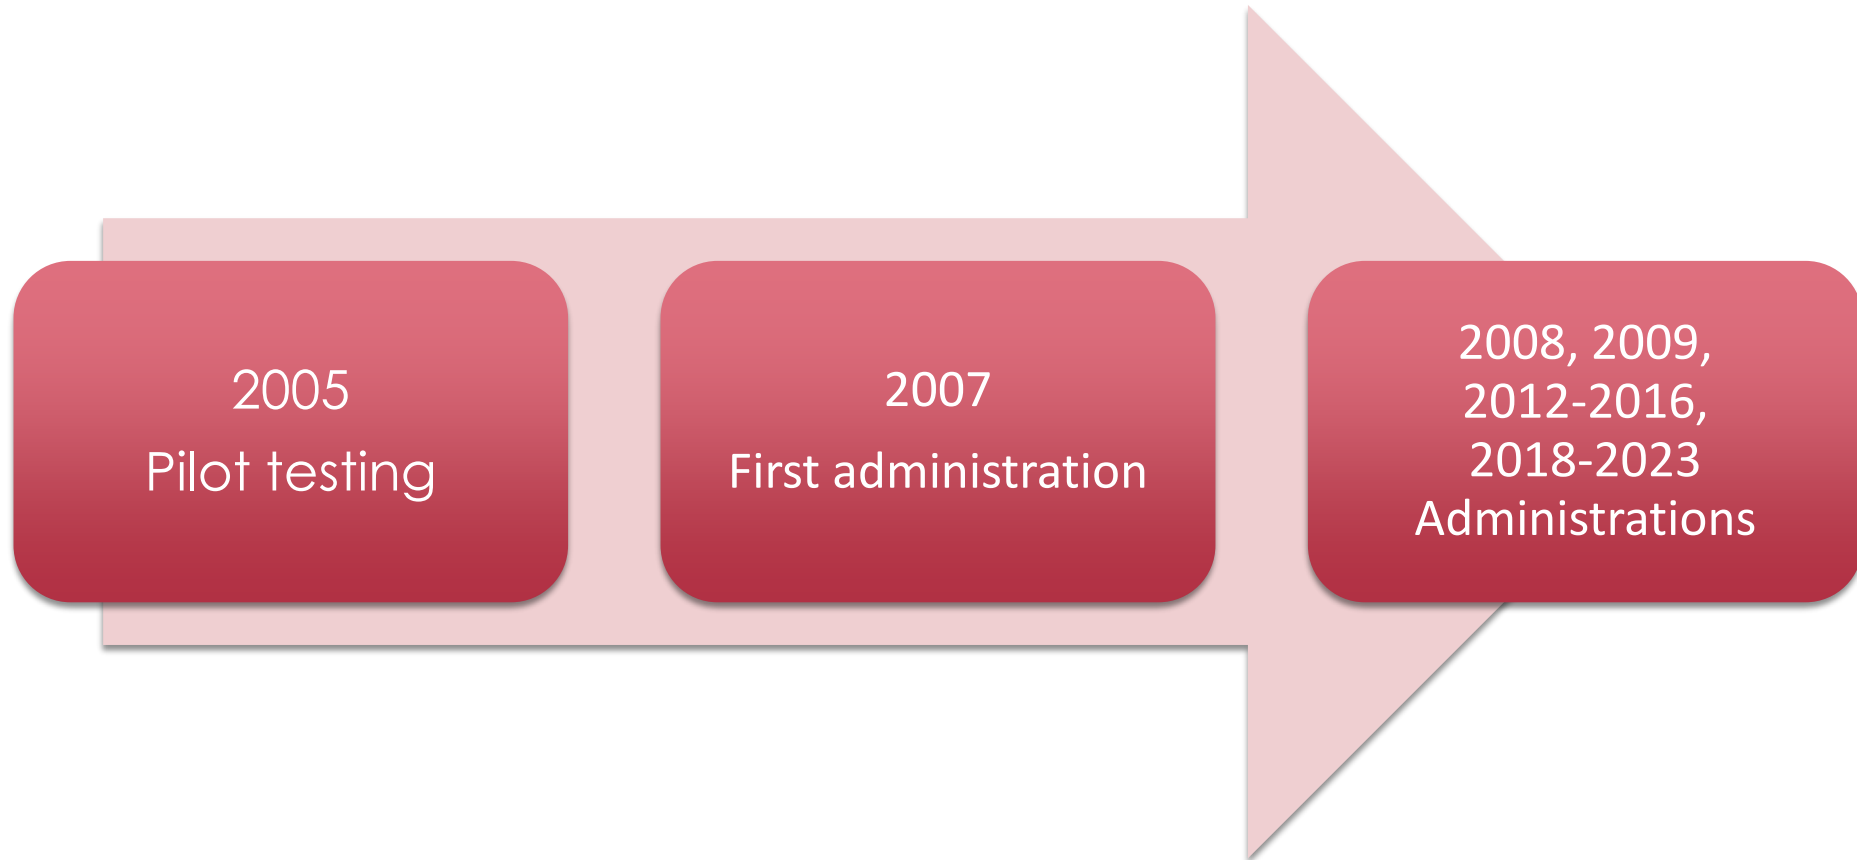 2005
Pilot testing
2007
First administration
2008, 2009,
2012-2016,
2018-2023
Administrations